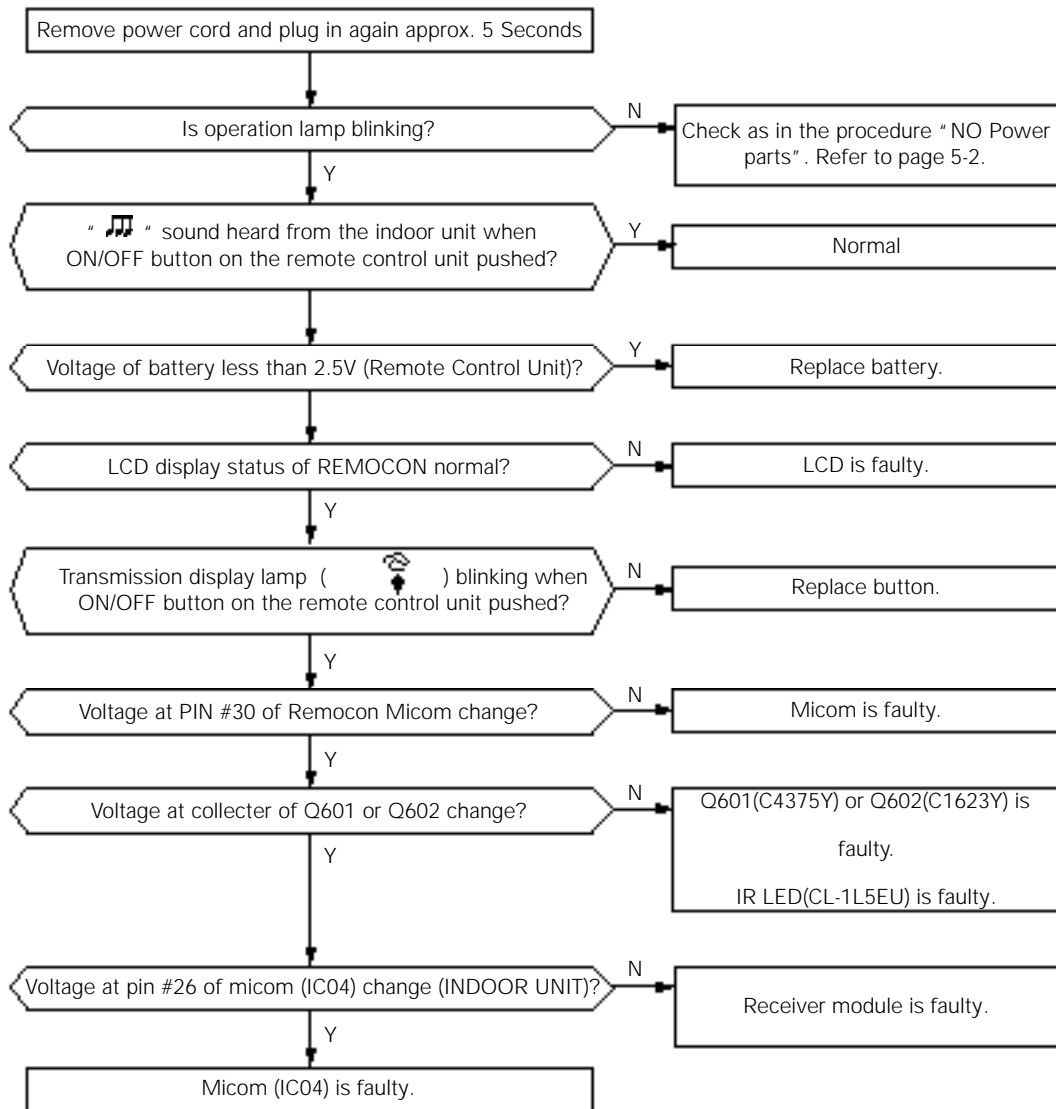 Remove power cord and plug in again approx. 5 Seconds
Is operation lamp blinking?
N
Check as in the procedure "NO Power
parts". Refer to page 5-2.
Y
" " sound heard from the indoor unit when
ON/OFF button on the remote control unit pushed?
Y
Normal
Voltage of battery less than 2.5V (Remote Control Unit)?
Y
Replace battery.
LCD display status of REMOCON normal?
N
LCD is faulty.
Y
Transmission display lamp ( ) blinking when
ON/OFF button on the remote control unit pushed?
N
Replace button.
Y
Voltage at PIN #30 of Remocon Micom change?
N
Micom is faulty.
Y
Voltage at collecter of Q601 or Q602 change?
N
Q601(C4375Y) or Q602(C1623Y) is
faulty.
IR LED(CL-1L5EU) is faulty.
Y
Voltage at pin #26 of micom (IC04) change (INDOOR UNIT)?
N
Receiver module is faulty.
Y
Micom (IC04) is faulty.